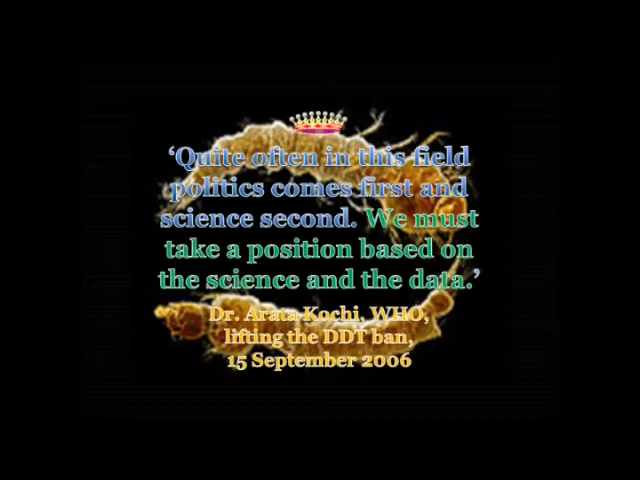 ‘Quite often in this field
politics comes first and
science second. We must
take a position based on
the science and the data.’
Dr. Arata Kochi, WHO,
lifting the DDT ban,
15 September 2006